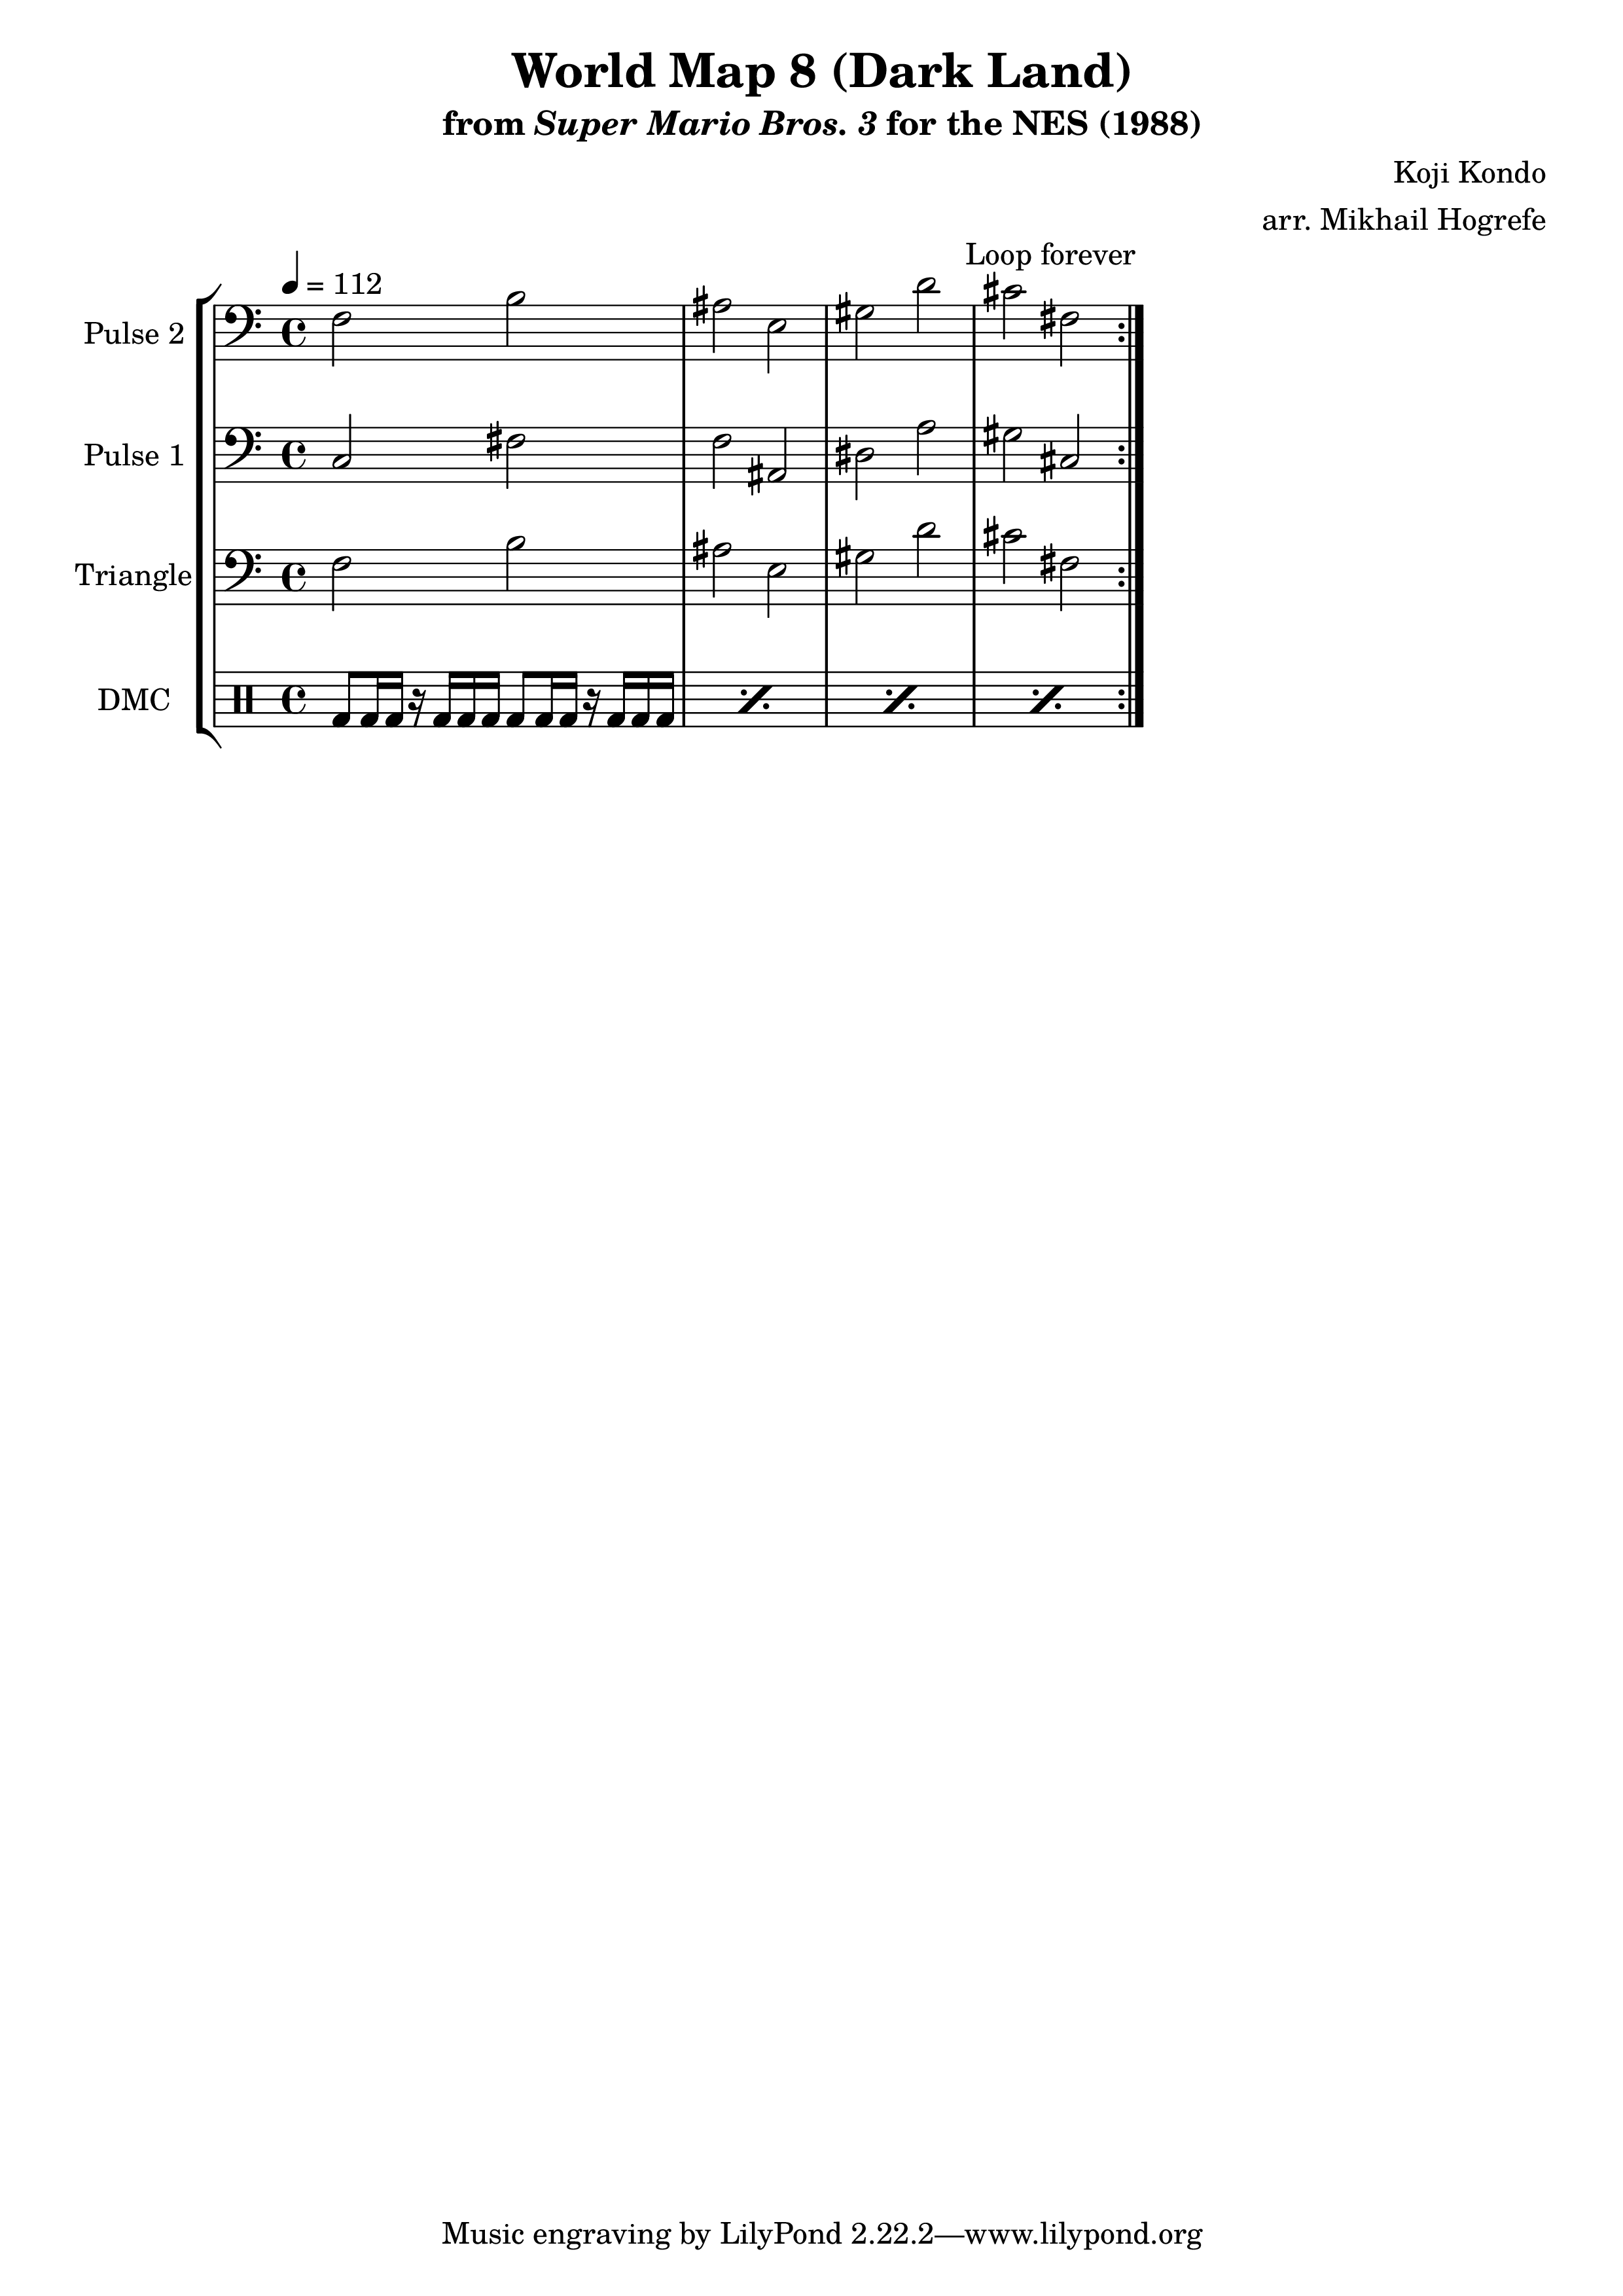 World Map 8 (Dark Land)
from Super Mario Bros. 3 for the NES (1988)
Koji Kondo
arr. Mikhail Hogrefe
Loop forever
= 112
Pulse 2
Pulse 1
Triangle
DMC
Music engraving by LilyPond 2.22.2—www.lilypond.org